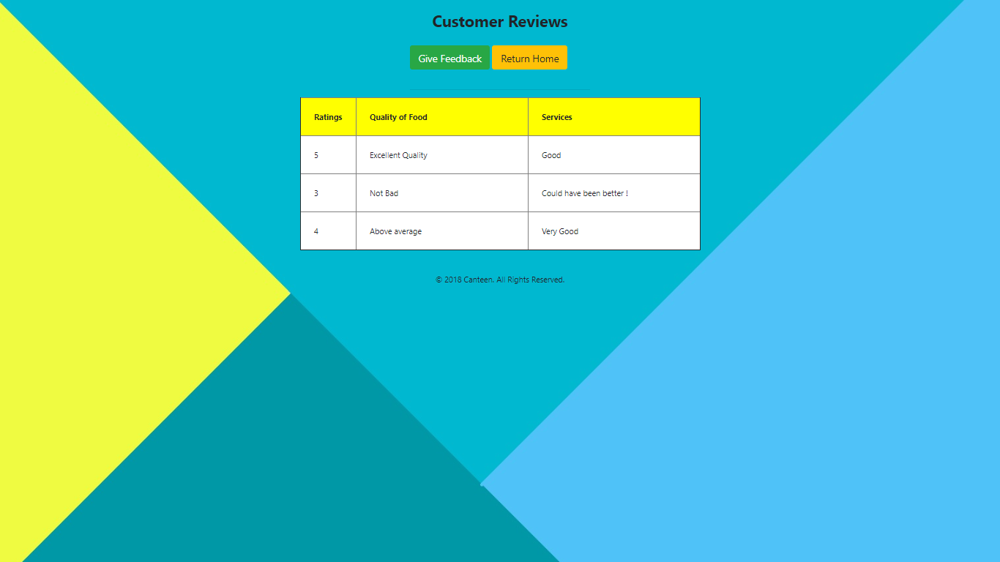 Customer Reviews
Give Feedback Return Home
Ratings Quality of Food Services
5 Excellent Quality Good
3 Not Bad Could have been better !
4 Above average Very Good
© 2018 Canteen. All Rights Reserved.